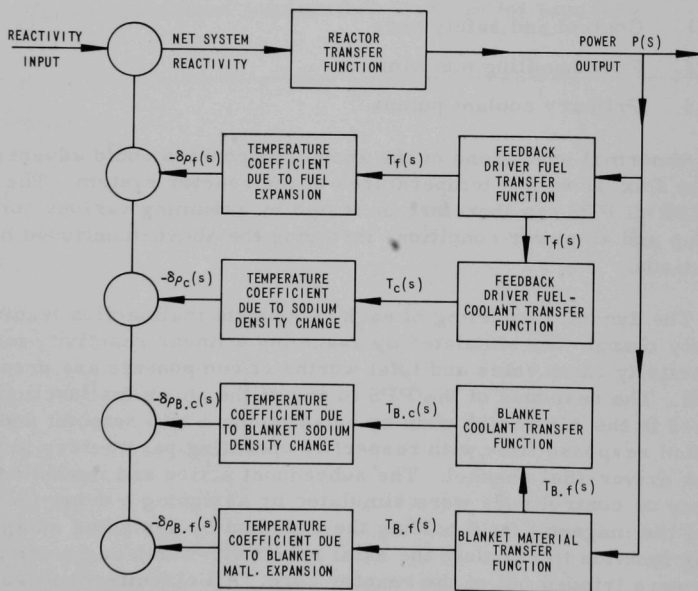 REACTIVITY
INPUT
NET SYSTEM
REACTIVITY
REACTOR
TRANSFER
FUNCTION
POWER P(S)
OUTPUT
-δρf(s)
TEMPERATURE
COEFFICIENT
DUE TO FUEL
EXPANSION
Tf(s)
FEEDBACK
DRIVER FUEL
TRANSFER
FUNCTION
Tf(s)
-δρc(s)
TEMPERATURE
COEFFICIENT
DUE TO SODIUM
DENSITY CHANGE
Tc(s)
FEEDBACK
DRIVER FUEL-
COOLANT TRANSFER
FUNCTION
-δρB.c(s)
TEMPERATURE
COEFFICIENT DUE
TO BLANKET SODIUM
DENSITY CHANGE
TB.c(s)
BLANKET
COOLANT TRANSFER
FUNCTION
TB.f(s)
-δρB.f(s)
TEMPERATURE
COEFFICIENT DUE
TO BLANKET
MATL. EXPANSION
TB.f(s)
BLANKET MATERIAL
TRANSFER
FUNCTION